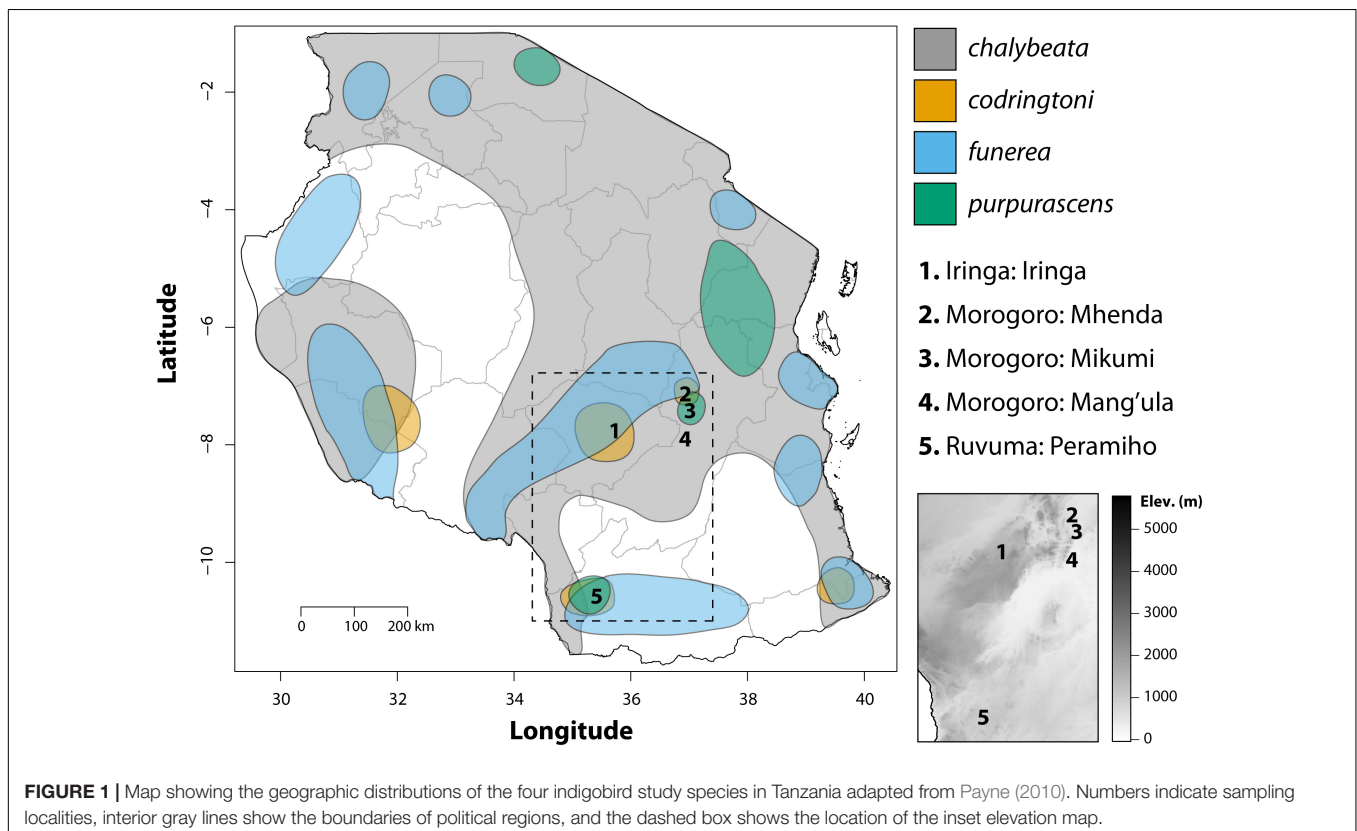 chalybeata
codringtoni
funerea
purpurascens
1. Iringa: Iringa
2. Morogoro: Mhenda
3. Morogoro: Mikumi
4. Morogoro: Mang'ula
5. Ruvuma: Peramiho
Latitude
−2
−4
−6
−8
−10
1
2
3
4
5
0 100 200 km
30 32 34 36 38 40
Longitude
Elev. (m)
5000
4000
3000
2000
1000
0
2
3
1
4
5
FIGURE 1 | Map showing the geographic distributions of the four indigobird study species in Tanzania adapted from Payne (2010). Numbers indicate sampling
localities, interior gray lines show the boundaries of political regions, and the dashed box shows the location of the inset elevation map.